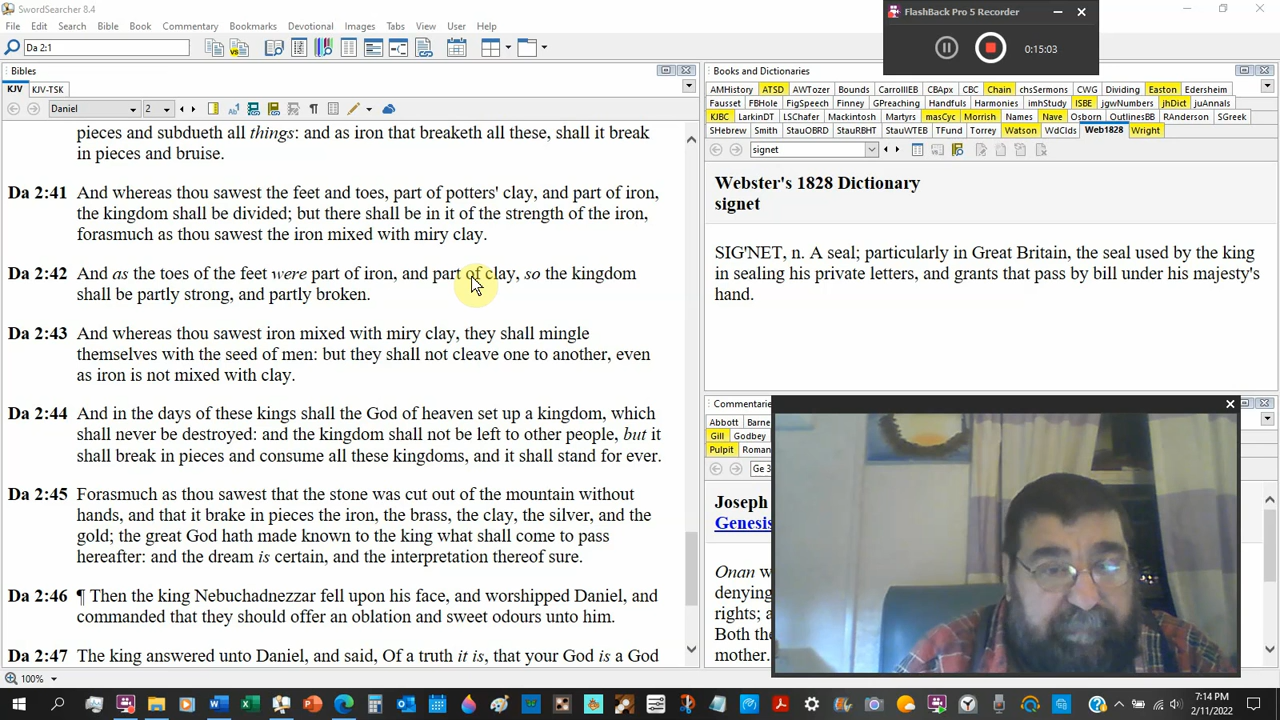 SwordSearcher 8.4
File Edit Search Bible Book Commentary Bookmarks Devotional Images Tabs View User Help
Da 2:1
Bibles
KJV KJV-TSK
Daniel 2
pieces and subdueth all things: and as iron that breaketh all these, shall it break
in pieces and bruise.
Da 2:41 And whereas thou sawest the feet and toes, part of potters' clay, and part of iron,
the kingdom shall be divided; but there shall be in it of the strength of the iron,
forasmuch as thou sawest the iron mixed with miry clay.
Da 2:42 And as the toes of the feet were part of iron, and part of clay, so the kingdom
shall be partly strong, and partly broken.
Da 2:43 And whereas thou sawest iron mixed with miry clay, they shall mingle
themselves with the seed of men: but they shall not cleave one to another, even
as iron is not mixed with clay.
Da 2:44 And in the days of these kings shall the God of heaven set up a kingdom, which
shall never be destroyed: and the kingdom shall not be left to other people, but it
shall break in pieces and consume all these kingdoms, and it shall stand for ever.
Da 2:45 Forasmuch as thou sawest that the stone was cut out of the mountain without
hands, and that it brake in pieces the iron, the brass, the clay, the silver, and the
gold; the great God hath made known to the king what shall come to pass
hereafter: and the dream is certain, and the interpretation thereof sure.
Da 2:46 ¶ Then the king Nebuchadnezzar fell upon his face, and worshipped Daniel, and
commanded that they should offer an oblation and sweet odours unto him.
Da 2:47 The king answered unto Daniel, and said, Of a truth it is, that your God is a God
100%
FlashBack Pro 5 Recorder
0:15:03
Books and Dictionaries
AMHistory ATSD AWTozer Bounds CarrollEIB CBApx CBC Chain chsSermons CWG Dividing Easton Edersheim
Fausset FBHole FigSpeech Finney GPreaching Handfuls Harmonies imhStudy ISBE jgwNumbers jhDict juAnnals
KJBC LarkinDT LSChafer Mackintosh Martyrs masCyc Morrish Names Nave Osborn OutlinesBB RAnderson SGreek
SHebrew Smith StauOBRD StauRBHT StauWTEB TFund Torrey Watson WdClds Web1828 Wright
signet
Webster's 1828 Dictionary
signet
SIG'NET, n. A seal; particularly in Great Britain, the seal used by the king
in sealing his private letters, and grants that pass by bill under his majesty's
hand.
Commentaries
Abbott Barne
Gill Godbey
Pulpit Roman
Ge 3
Joseph
Genesis
Onan w
denying
rights; a
Both the
mother.
7:14 PM
2/11/2022